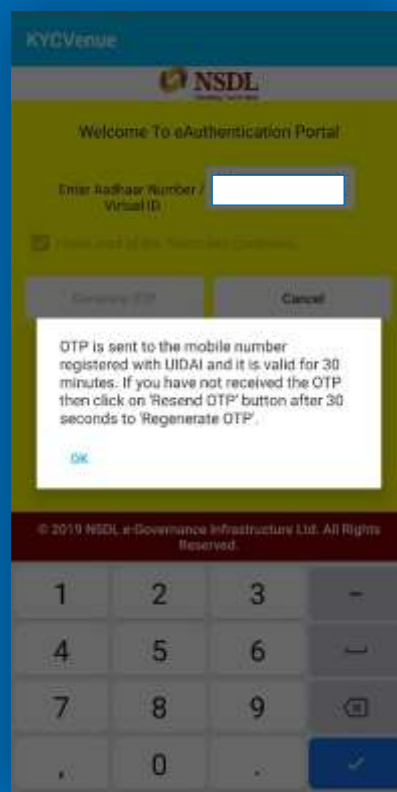 KYCVenue
NSDL
Welcome To eAuthentication Portal
Enter Aadhaar Number /
Virtual ID
Generate OTP
Cancel
OTP is sent to the mobile number
registered with UIDAI and it is valid for 30
minutes. If you have not received the OTP
then click on 'Resend OTP' button after 30
seconds to 'Regenerate OTP'.
OK
© 2019 NSDL e-Governance Infrastructure Ltd. All Rights
Reserved.
1 2 3 -
4 5 6
7 8 9
, 0 .